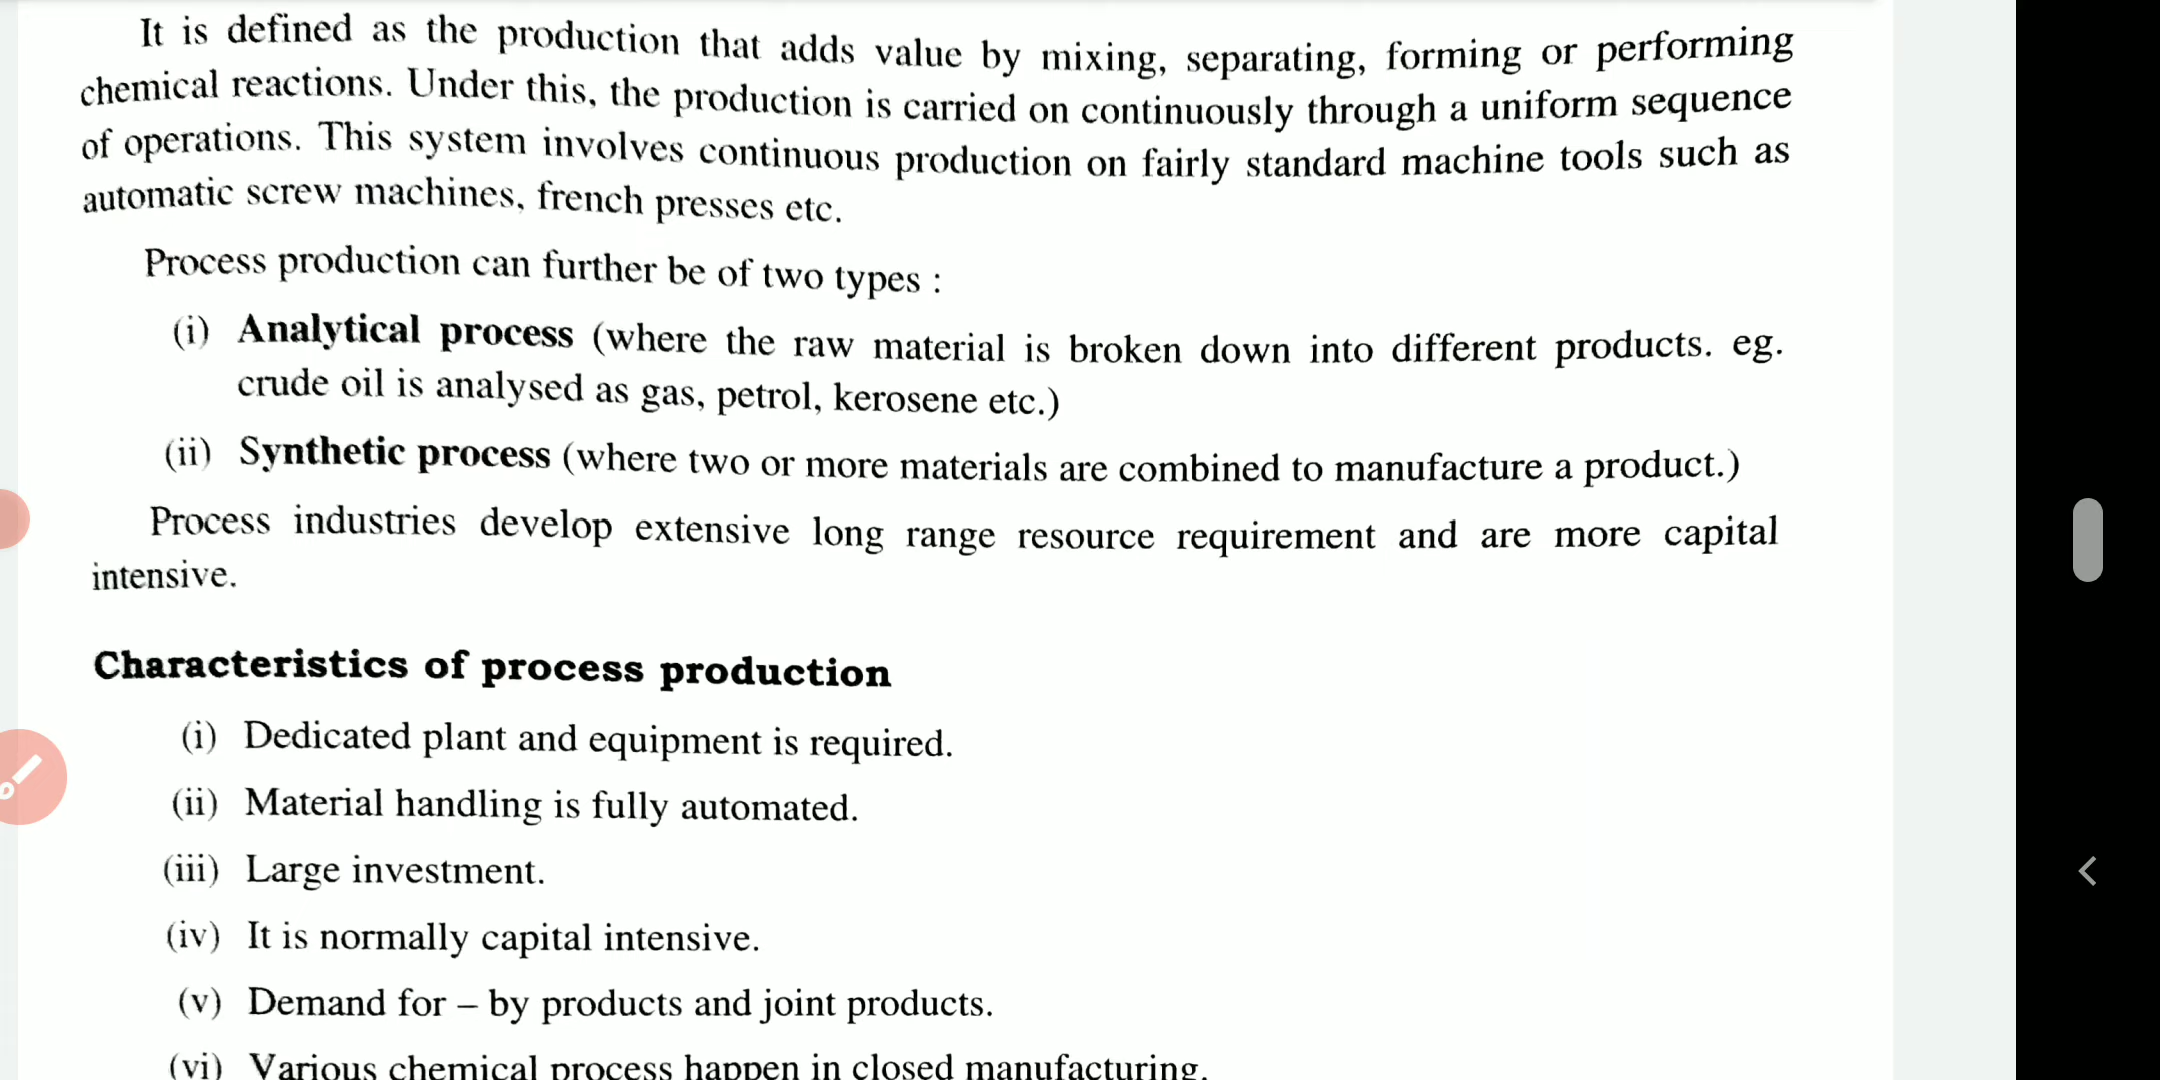 It is defined as the production that adds value by mixing, separating, forming or performing
chemical reactions. Under this, the production is carried on continuously through a uniform sequence
of operations. This system involves continuous production on fairly standard machine tools such as
automatic screw machines, french presses etc.
Process production can further be of two types :
(i) Analytical process (where the raw material is broken down into different products. eg.
crude oil is analysed as gas, petrol, kerosene etc.)
(ii) Synthetic process (where two or more materials are combined to manufacture a product.)
Process industries develop extensive long range resource requirement and are more capital
intensive.
Characteristics of process production
(i) Dedicated plant and equipment is required.
(ii) Material handling is fully automated.
(iii) Large investment.
(iv) It is normally capital intensive.
(v) Demand for – by products and joint products.
(vi) Various chemical process happen in closed manufacturing.